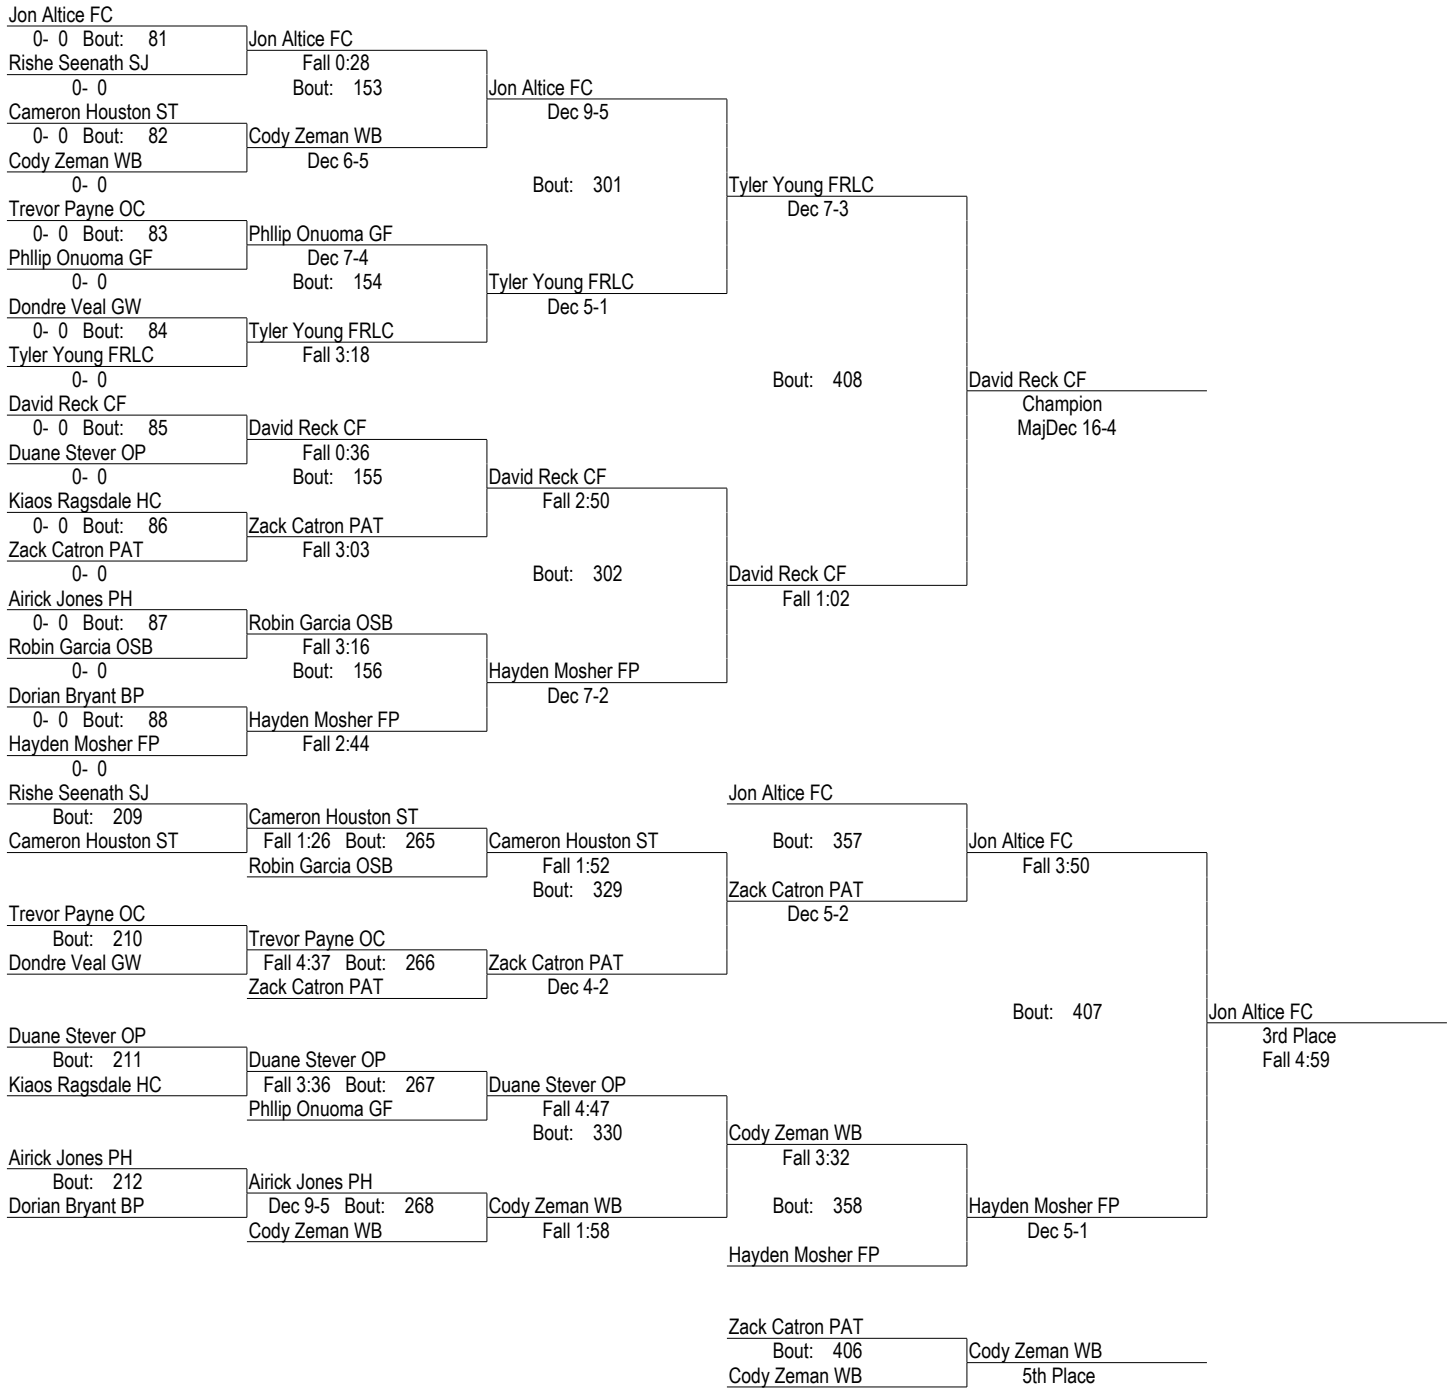 Jon Altice FC
0- 0 Bout: 81 Jon Altice FC
Rishe Seenath SJ Fall 0:28
0- 0 Bout: 153 Jon Altice FC
Cameron Houston ST Dec 9-5
0- 0 Bout: 82 Cody Zeman WB
Cody Zeman WB Dec 6-5
0- 0 Bout: 301 Tyler Young FRLC
Trevor Payne OC Dec 7-3
0- 0 Bout: 83 Phllip Onuoma GF
Phllip Onuoma GF Dec 7-4
0- 0 Bout: 154 Tyler Young FRLC
Dondre Veal GW Dec 5-1
0- 0 Bout: 84 Tyler Young FRLC
Tyler Young FRLC Fall 3:18
0- 0 Bout: 408 David Reck CF
David Reck CF Champion
0- 0 Bout: 85 David Reck CF MajDec 16-4
Duane Stever OP Fall 0:36
0- 0 Bout: 155 David Reck CF
Kiaos Ragsdale HC Fall 2:50
0- 0 Bout: 86 Zack Catron PAT
Zack Catron PAT Fall 3:03
0- 0 Bout: 302 David Reck CF
Airick Jones PH Fall 1:02
0- 0 Bout: 87 Robin Garcia OSB
Robin Garcia OSB Fall 3:16
0- 0 Bout: 156 Hayden Mosher FP
Dorian Bryant BP Dec 7-2
0- 0 Bout: 88 Hayden Mosher FP
Hayden Mosher FP Fall 2:44
0- 0
Rishe Seenath SJ Jon Altice FC
Bout: 209 Cameron Houston ST
Cameron Houston ST Fall 1:26 Bout: 265 Cameron Houston ST Bout: 357 Jon Altice FC
Robin Garcia OSB Fall 1:52 Fall 3:50
Bout: 329 Zack Catron PAT
Trevor Payne OC Dec 5-2
Bout: 210 Trevor Payne OC
Dondre Veal GW Fall 4:37 Bout: 266 Zack Catron PAT
Zack Catron PAT Dec 4-2
Bout: 407 Jon Altice FC
Duane Stever OP 3rd Place
Bout: 211 Duane Stever OP Fall 4:59
Kiaos Ragsdale HC Fall 3:36 Bout: 267 Duane Stever OP
Phllip Onuoma GF Fall 4:47
Bout: 330 Cody Zeman WB
Airick Jones PH Fall 3:32
Bout: 212 Airick Jones PH
Dorian Bryant BP Dec 9-5 Bout: 268 Cody Zeman WB Bout: 358 Hayden Mosher FP
Cody Zeman WB Fall 1:58 Dec 5-1
Hayden Mosher FP
Zack Catron PAT
Bout: 406 Cody Zeman WB
Cody Zeman WB 5th Place